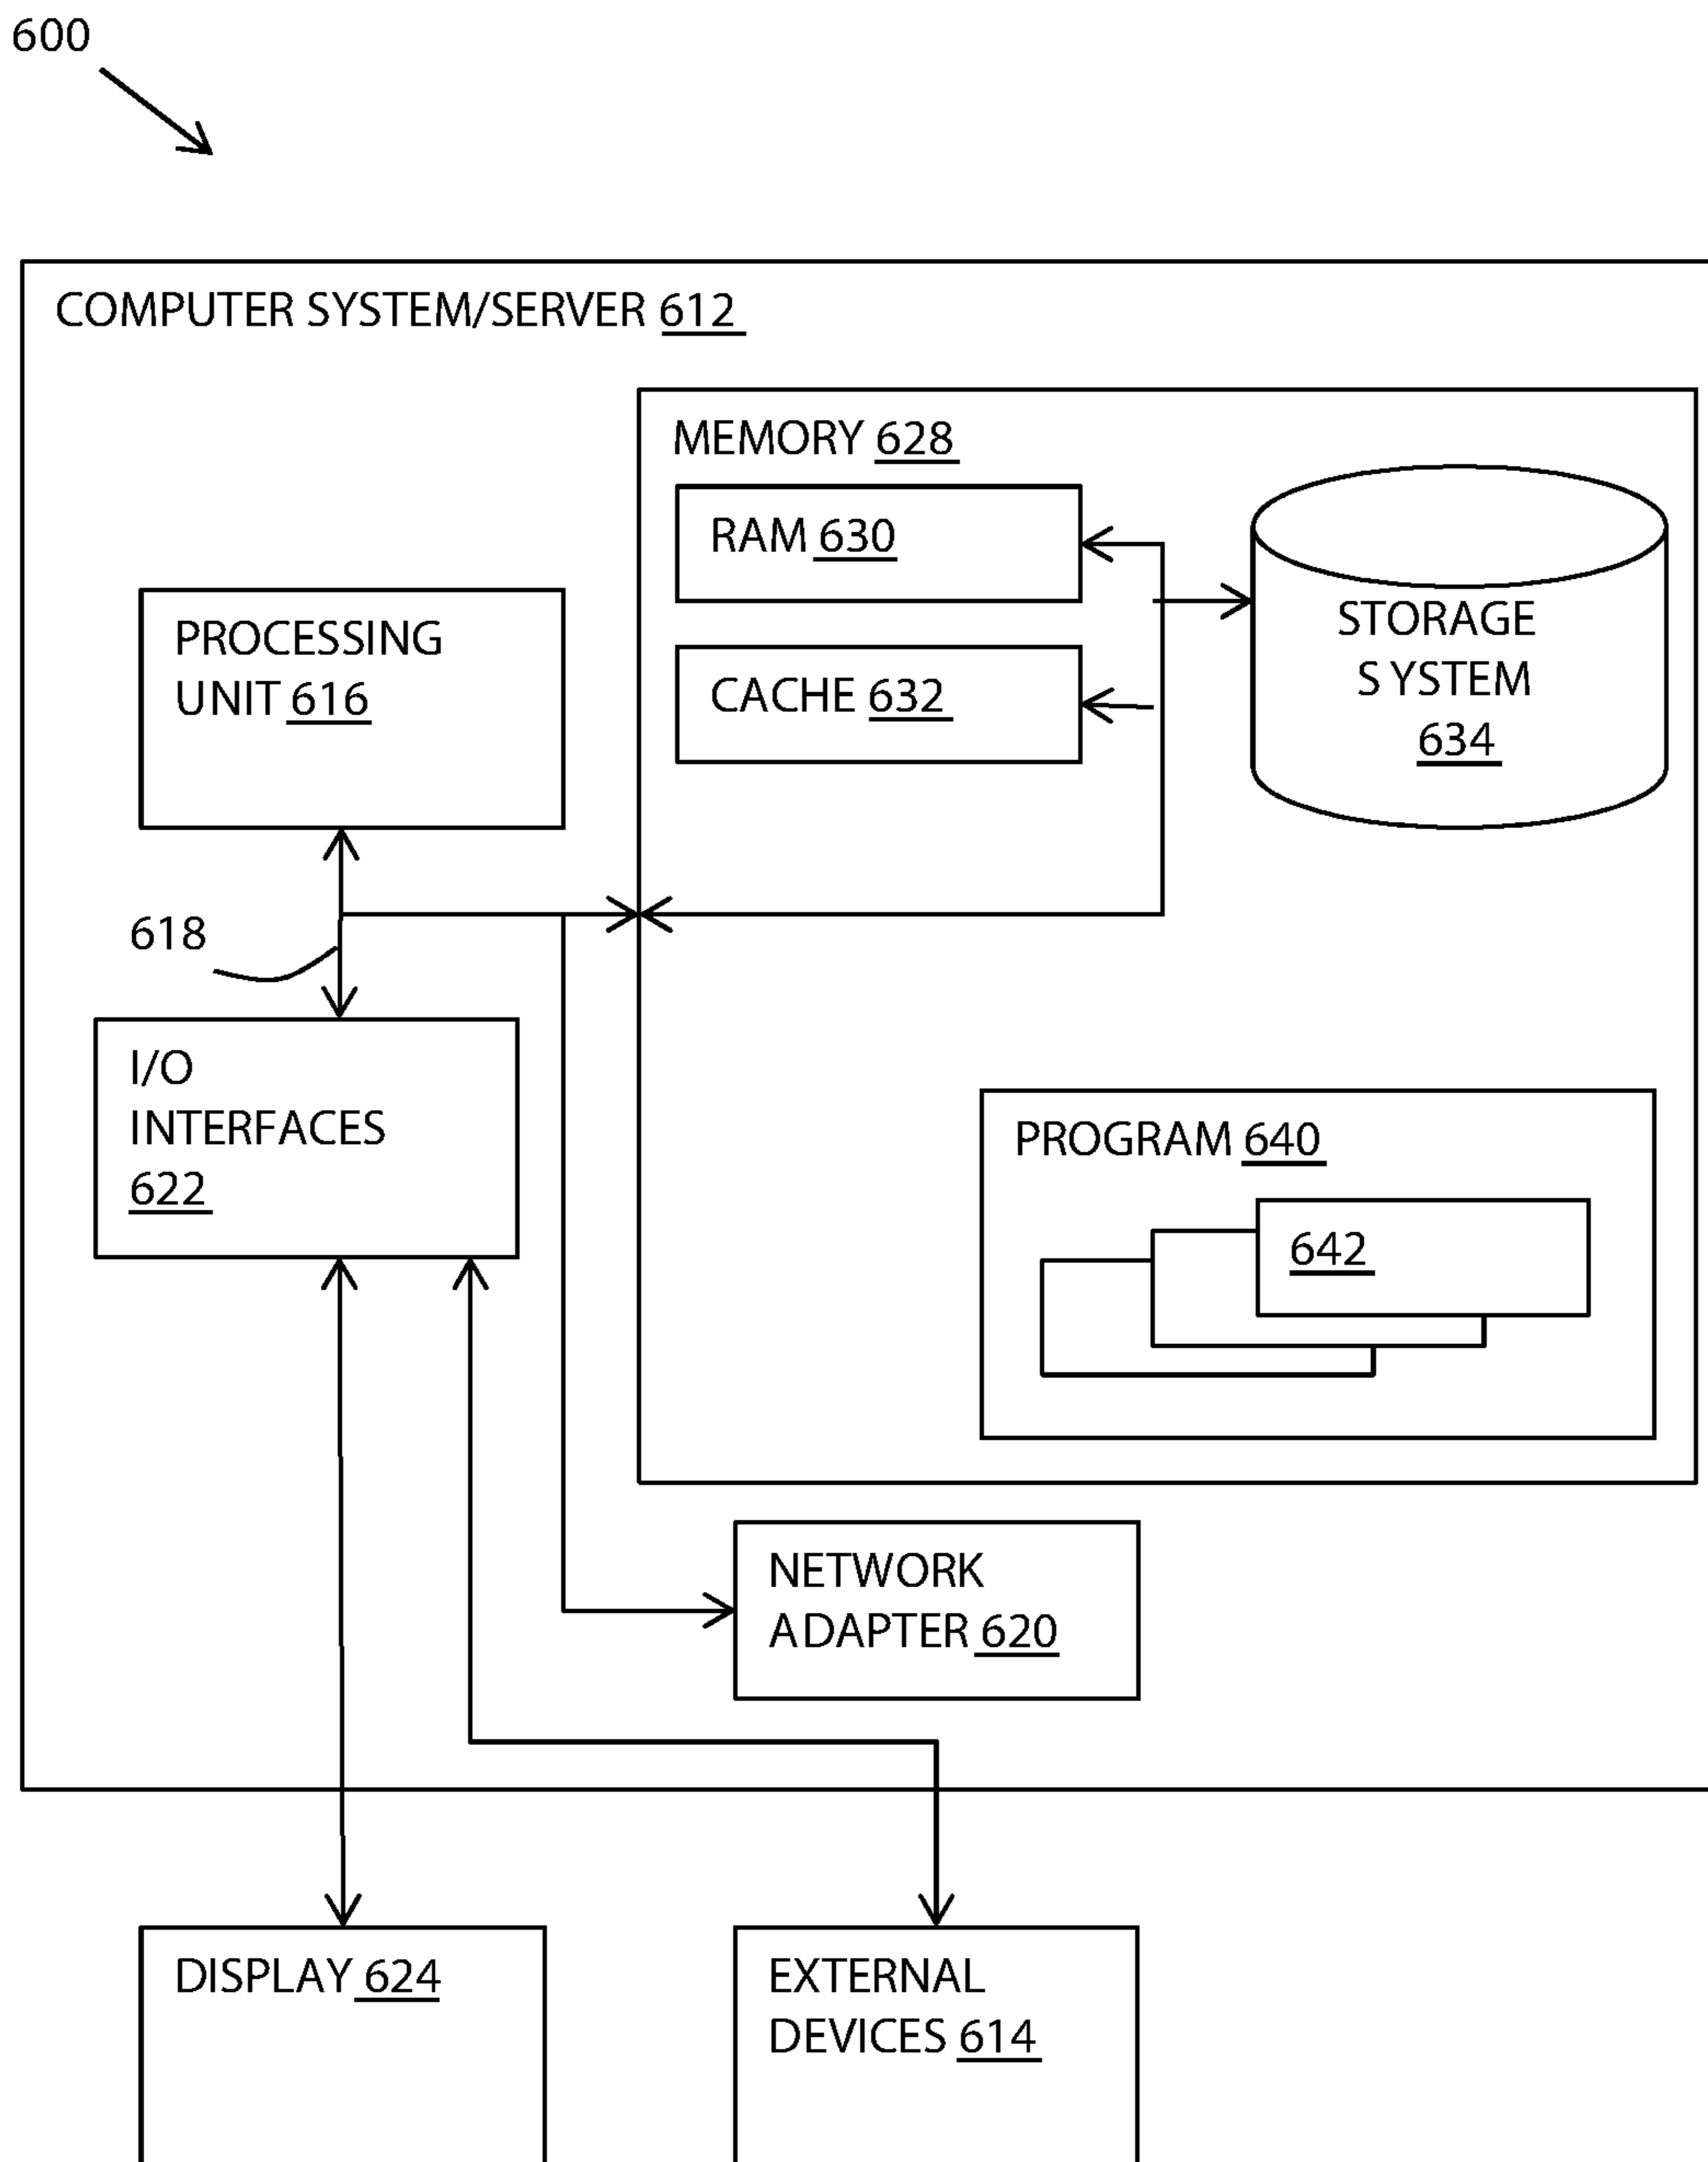 600
COMPUTER SYSTEM/SERVER 612
MEMORY 628
RAM 630
STORAGE
SYSTEM
634
PROCESSING
UNIT 616
CACHE 632
618
I/O
INTERFACES
622
PROGRAM 640
642
NETWORK
ADAPTER 620
DISPLAY 624
EXTERNAL
DEVICES 614